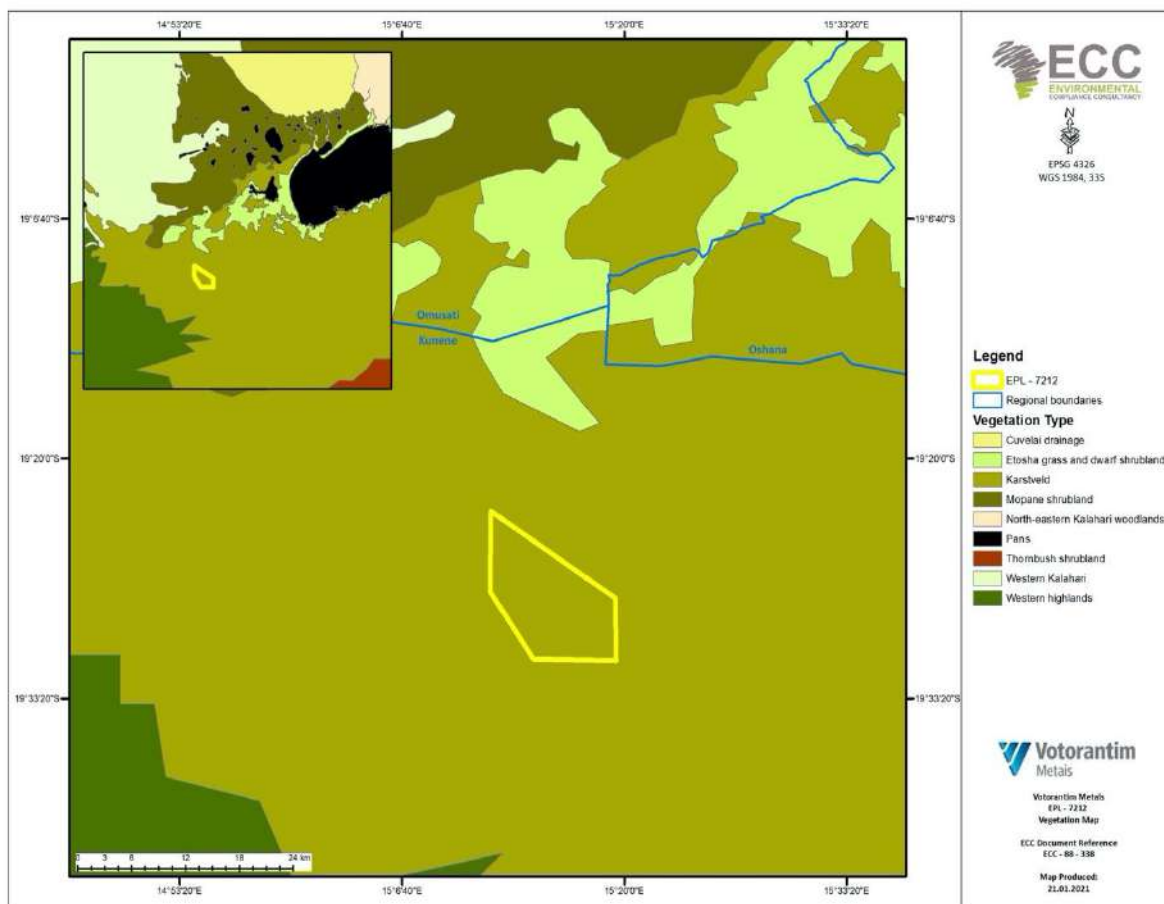 14°53'20"E 15°6'40"E 15°20'0"E 15°33'20"E
ECC
ENVIRONMENTAL
COMPLIANCE CONSULTANCY
N
EPSG 4326
WGS 1984, 33S
19°6'40"S 19°6'40"S
Omusati
Kunene
Oshana
Legend
EPL - 7212
Regional boundaries
Vegetation Type
Cuvelai drainage
Etosha grass and dwarf shrubland
Karstveld
Mopane shrubland
North-eastern Kalahari woodlands
Pans
Thornbush shrubland
Western Kalahari
Western highlands
19°20'0"S 19°20'0"S
19°33'20"S 19°33'20"S
Votorantim
Metais
Votorantim Metals
EPL - 7212
Vegetation Map
ECC Document Reference
ECC - 88 - 338
Map Produced:
21.01.2021
0 3 6 12 18 24 km
14°53'20"E 15°6'40"E 15°20'0"E 15°33'20"E